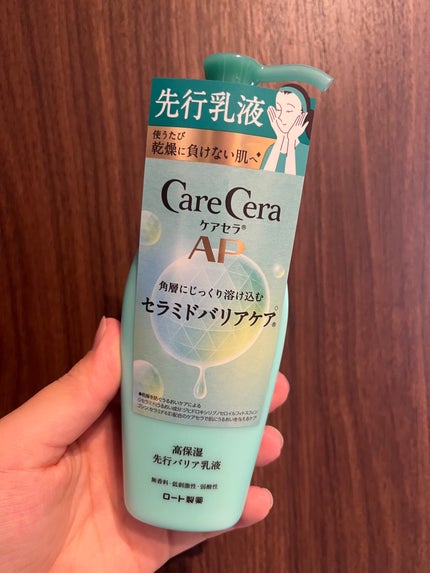 先行乳液
使うたび
乾燥に負けない肌へ◆
Care Cera
ケアセラ®
AP
角層にじっくり溶け込む
セラミドバリアケア◇®
高保湿
先行バリア乳液
無香料・低刺激性・弱酸性
ロート製薬